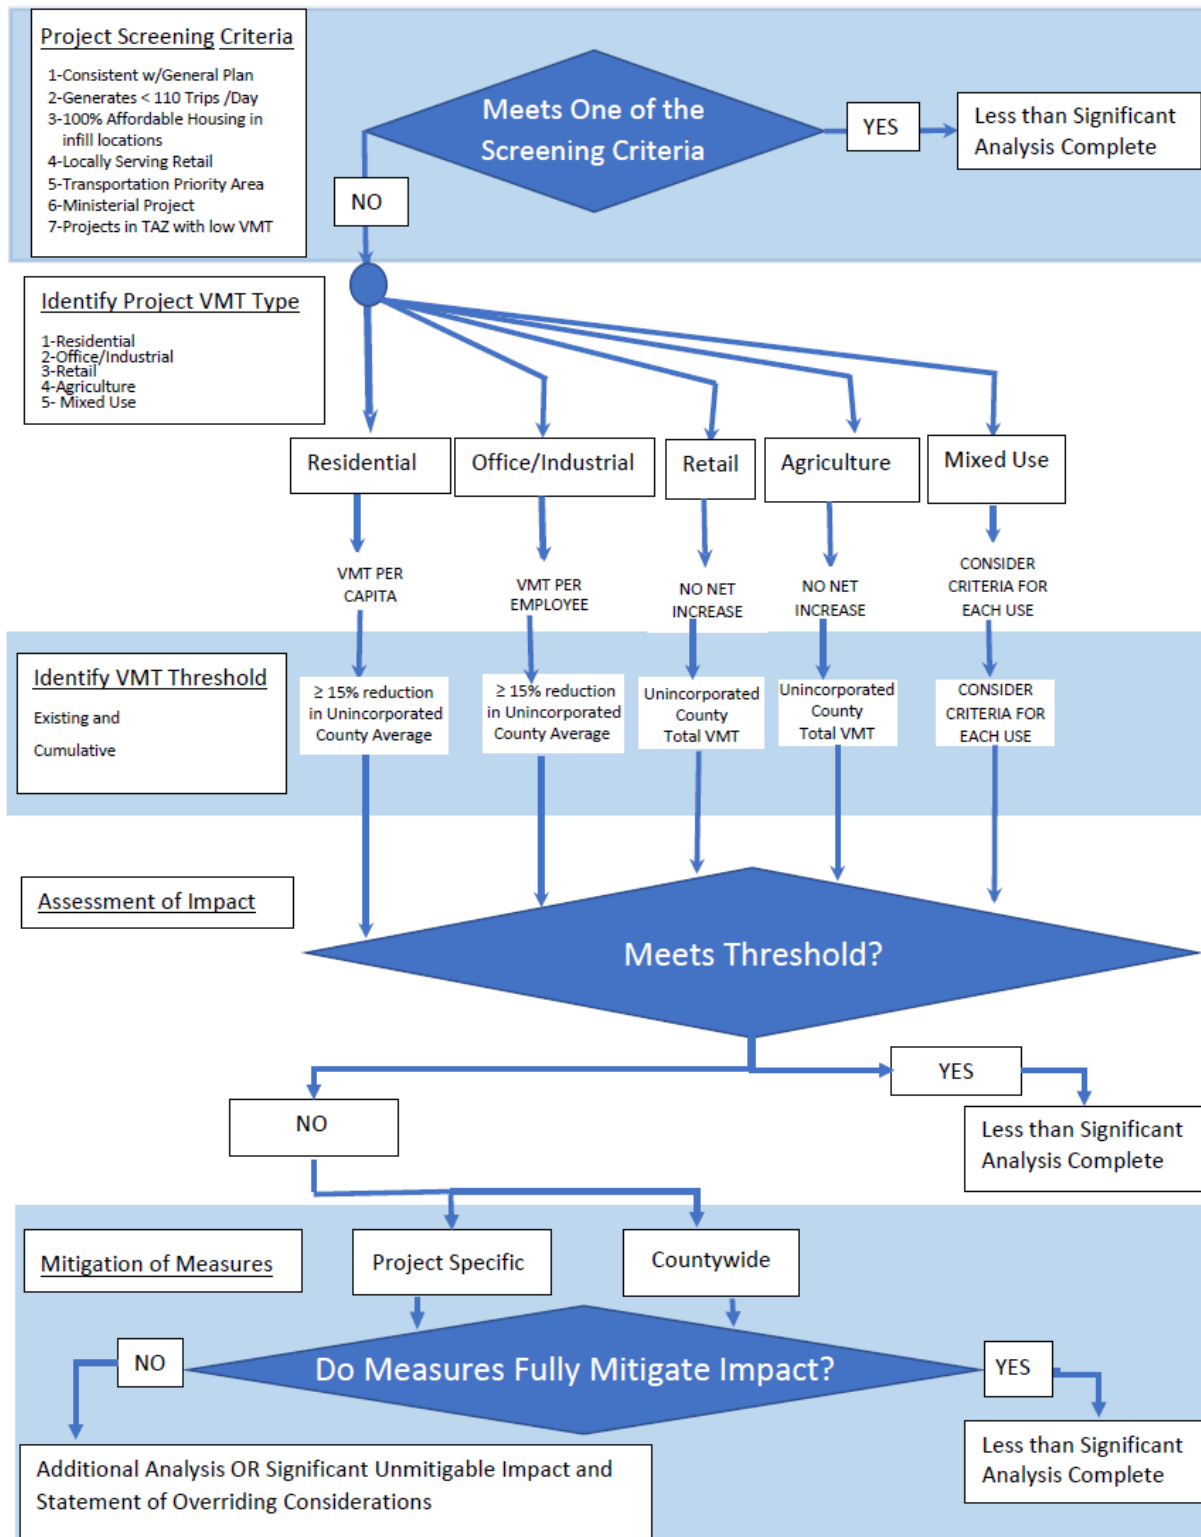 Project Screening Criteria
1-Consistent w/General Plan
2-Generates < 110 Trips /Day
3-100% Affordable Housing in
infill locations
4-Locally Serving Retail
5-Transportation Priority Area
6-Ministerial Project
7-Projects in TAZ with low VMT
Meets One of the
Screening Criteria
YES
Less than Significant
Analysis Complete
NO
Identify Project VMT Type
1-Residential
2-Office/Industrial
3-Retail
4-Agriculture
5- Mixed Use
Residential
Office/Industrial
Retail
Agriculture
Mixed Use
VMT PER
CAPITA
VMT PER
EMPLOYEE
NO NET
INCREASE
NO NET
INCREASE
CONSIDER
CRITERIA FOR
EACH USE
Identify VMT Threshold
Existing and
Cumulative
≥ 15% reduction
in Unincorporated
County Average
≥ 15% reduction
in Unincorporated
County Average
Unincorporated
County
Total VMT
Unincorporated
County
Total VMT
CONSIDER
CRITERIA FOR
EACH USE
Assessment of Impact
Meets Threshold?
YES
NO
Less than Significant
Analysis Complete
Mitigation of Measures
Project Specific
Countywide
Do Measures Fully Mitigate Impact?
NO
YES
Less than Significant
Analysis Complete
Additional Analysis OR Significant Unmitigable Impact and
Statement of Overriding Considerations